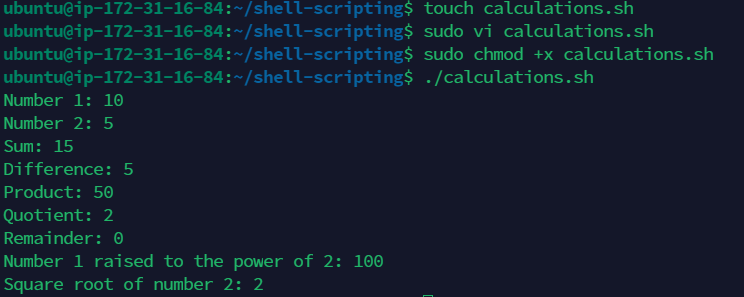 ubuntu@ip-172-31-16-84:~/shell-scripting$ touch calculations.sh
ubuntu@ip-172-31-16-84:~/shell-scripting$ sudo vi calculations.sh
ubuntu@ip-172-31-16-84:~/shell-scripting$ sudo chmod +x calculations.sh
ubuntu@ip-172-31-16-84:~/shell-scripting$ ./calculations.sh
Number 1: 10
Number 2: 5
Sum: 15
Difference: 5
Product: 50
Quotient: 2
Remainder: 0
Number 1 raised to the power of 2: 100
Square root of number 2: 2